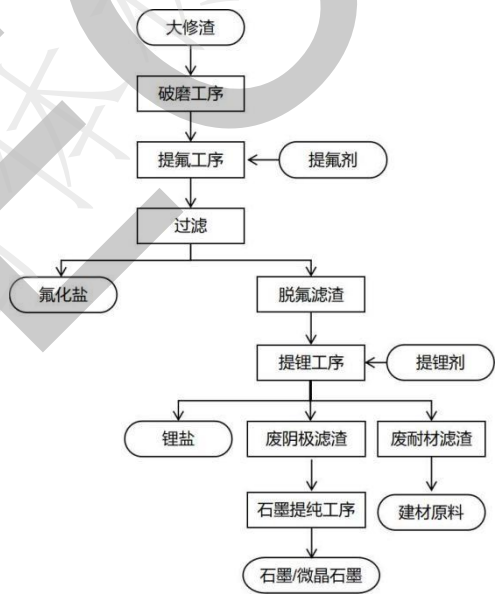 大修渣
破磨工序
提氟工序
提氟剂
过滤
氟化盐
脱氟滤渣
提锂工序
提锂剂
锂盐
废阴极滤渣
废耐材滤渣
石墨提纯工序
建材原料
石墨/微晶石墨